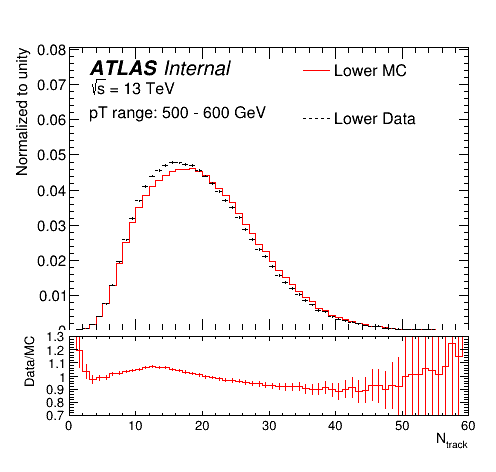 0.08
0.07
0.06
0.05
0.04
0.03
0.02
0.01
Normalized to unity
ATLAS Internal
√s = 13 TeV
pT range: 500 - 600 GeV
Lower MC
Lower Data
1.3
1.2
1.1
1
0.9
0.8
0.7
Data/MC
0 10 20 30 40 50 60
N_track